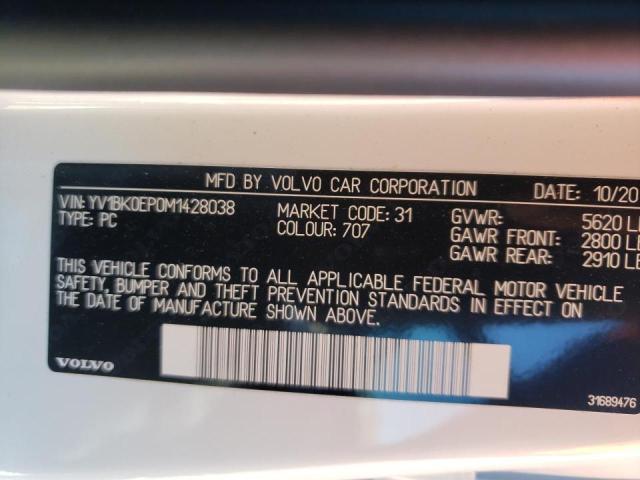 MFD BY VOLVO CAR CORPORATION DATE: 10/20
VIN: YV1BK0EP0M1428038 MARKET CODE: 31 GVWR: 5620 L
TYPE: PC COLOUR: 707 GAWR FRONT: 2800 L
GAWR REAR: 2910 LB
THIS VEHICLE CONFORMS TO ALL APPLICABLE FEDERAL MOTOR VEHICLE
SAFETY, BUMPER AND THEFT PREVENTION STANDARDS IN EFFECT ON
THE DATE OF MANUFACTURE SHOWN ABOVE.
VOLVO
31689476